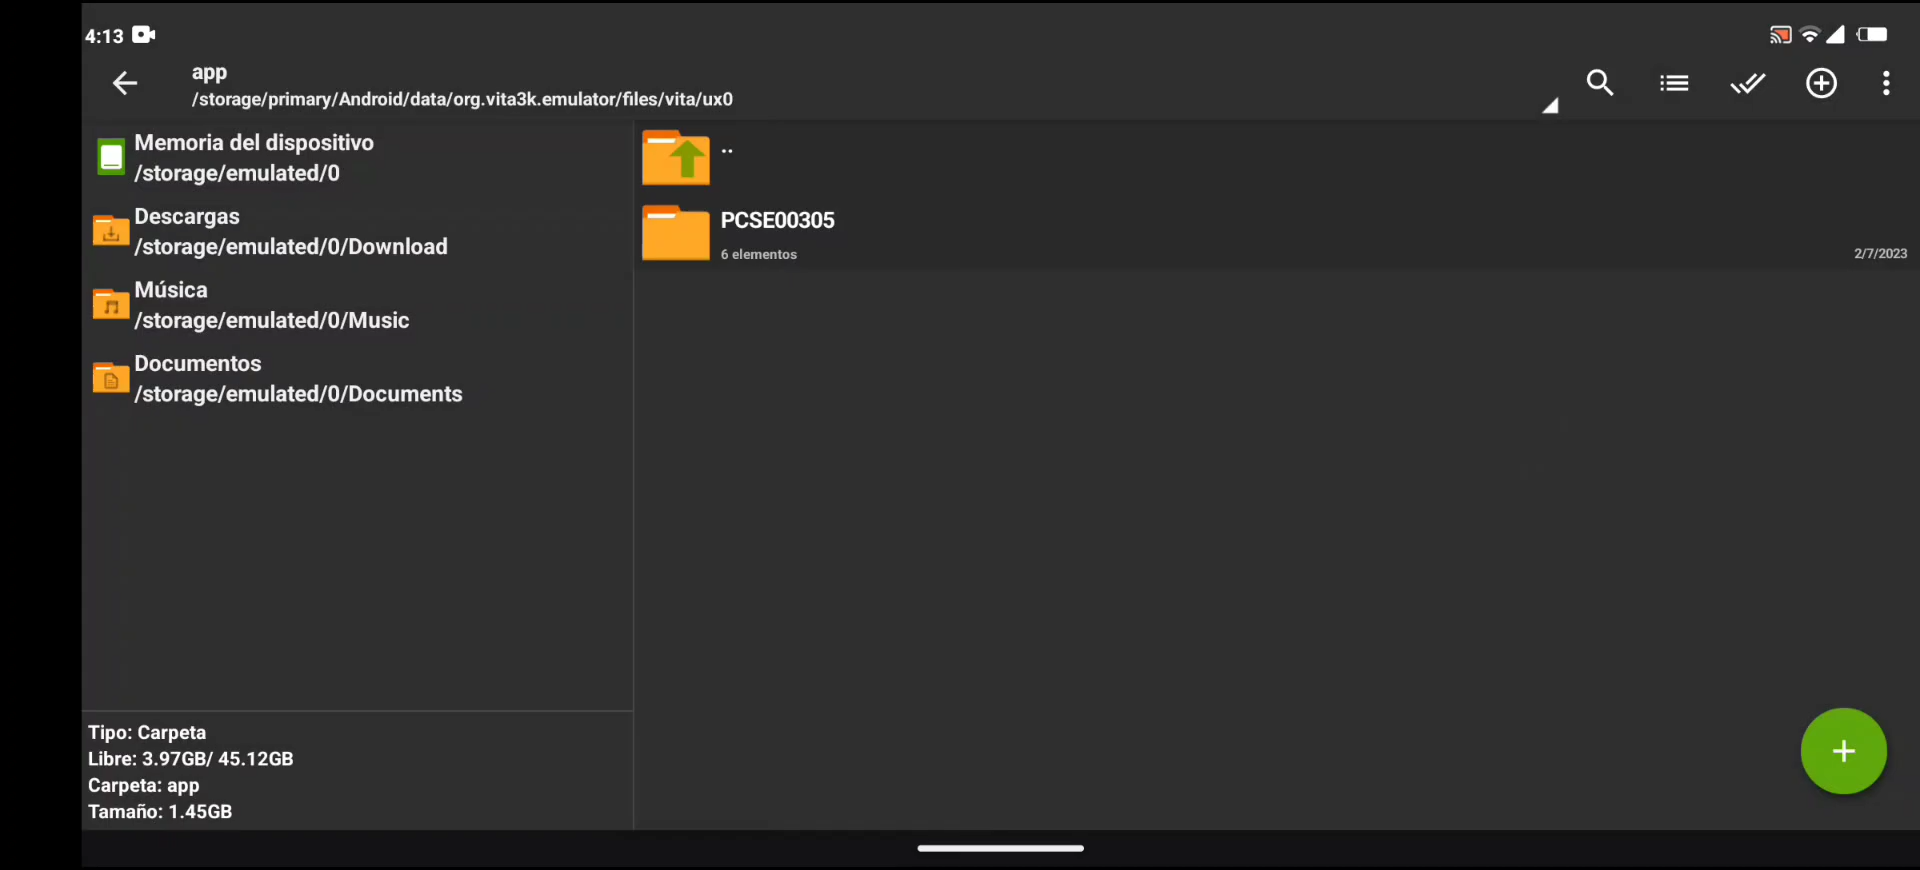 4:13
app
/storage/primary/Android/data/org.vita3k.emulator/files/vita/ux0
Memoria del dispositivo
/storage/emulated/0
Descargas
/storage/emulated/0/Download
Música
/storage/emulated/0/Music
Documentos
/storage/emulated/0/Documents
Tipo: Carpeta
Libre: 3.97GB/ 45.12GB
Carpeta: app
Tamaño: 1.45GB
..
PCSE00305
6 elementos
2/7/2023